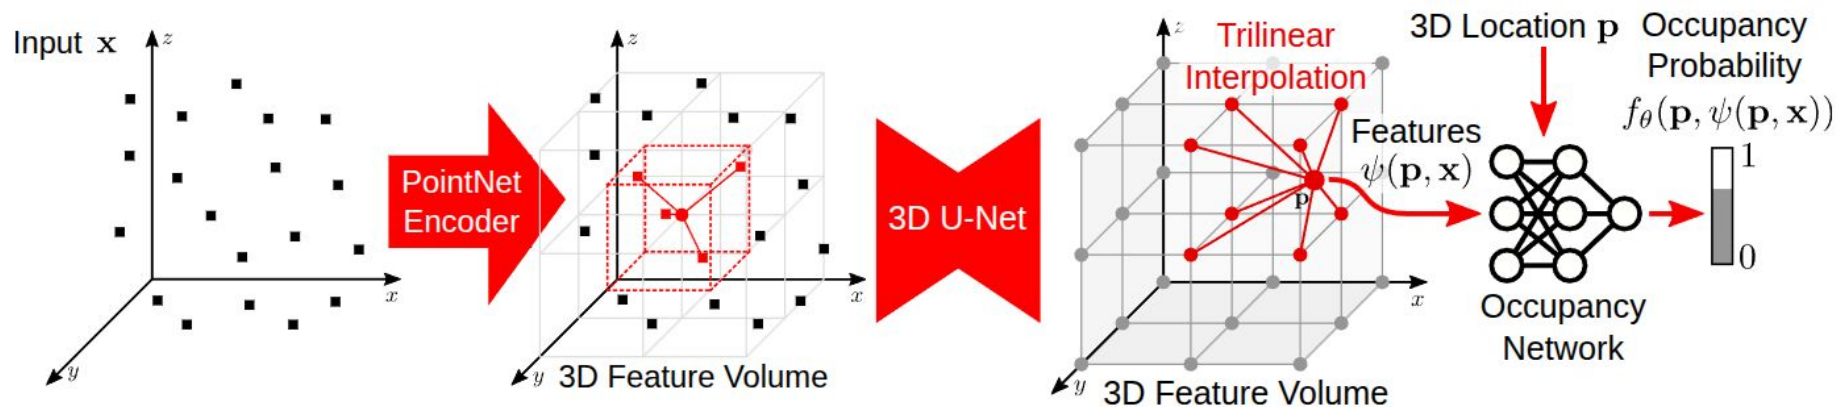 Input x
z
x
y
PointNet
Encoder
z
x
y
3D Feature Volume
3D U-Net
z
Trilinear
Interpolation
p
x
y
3D Feature Volume
Features
ψ(p, x)
3D Location p
Occupancy
Network
Occupancy
Probability
f_θ(p, ψ(p, x))
1
0